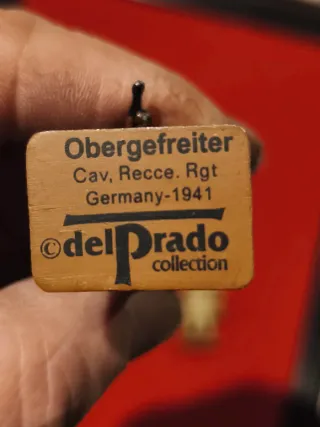 Obergefreiter
Cav, Recce. Rgt
Germany-1941
©delPrado
collection